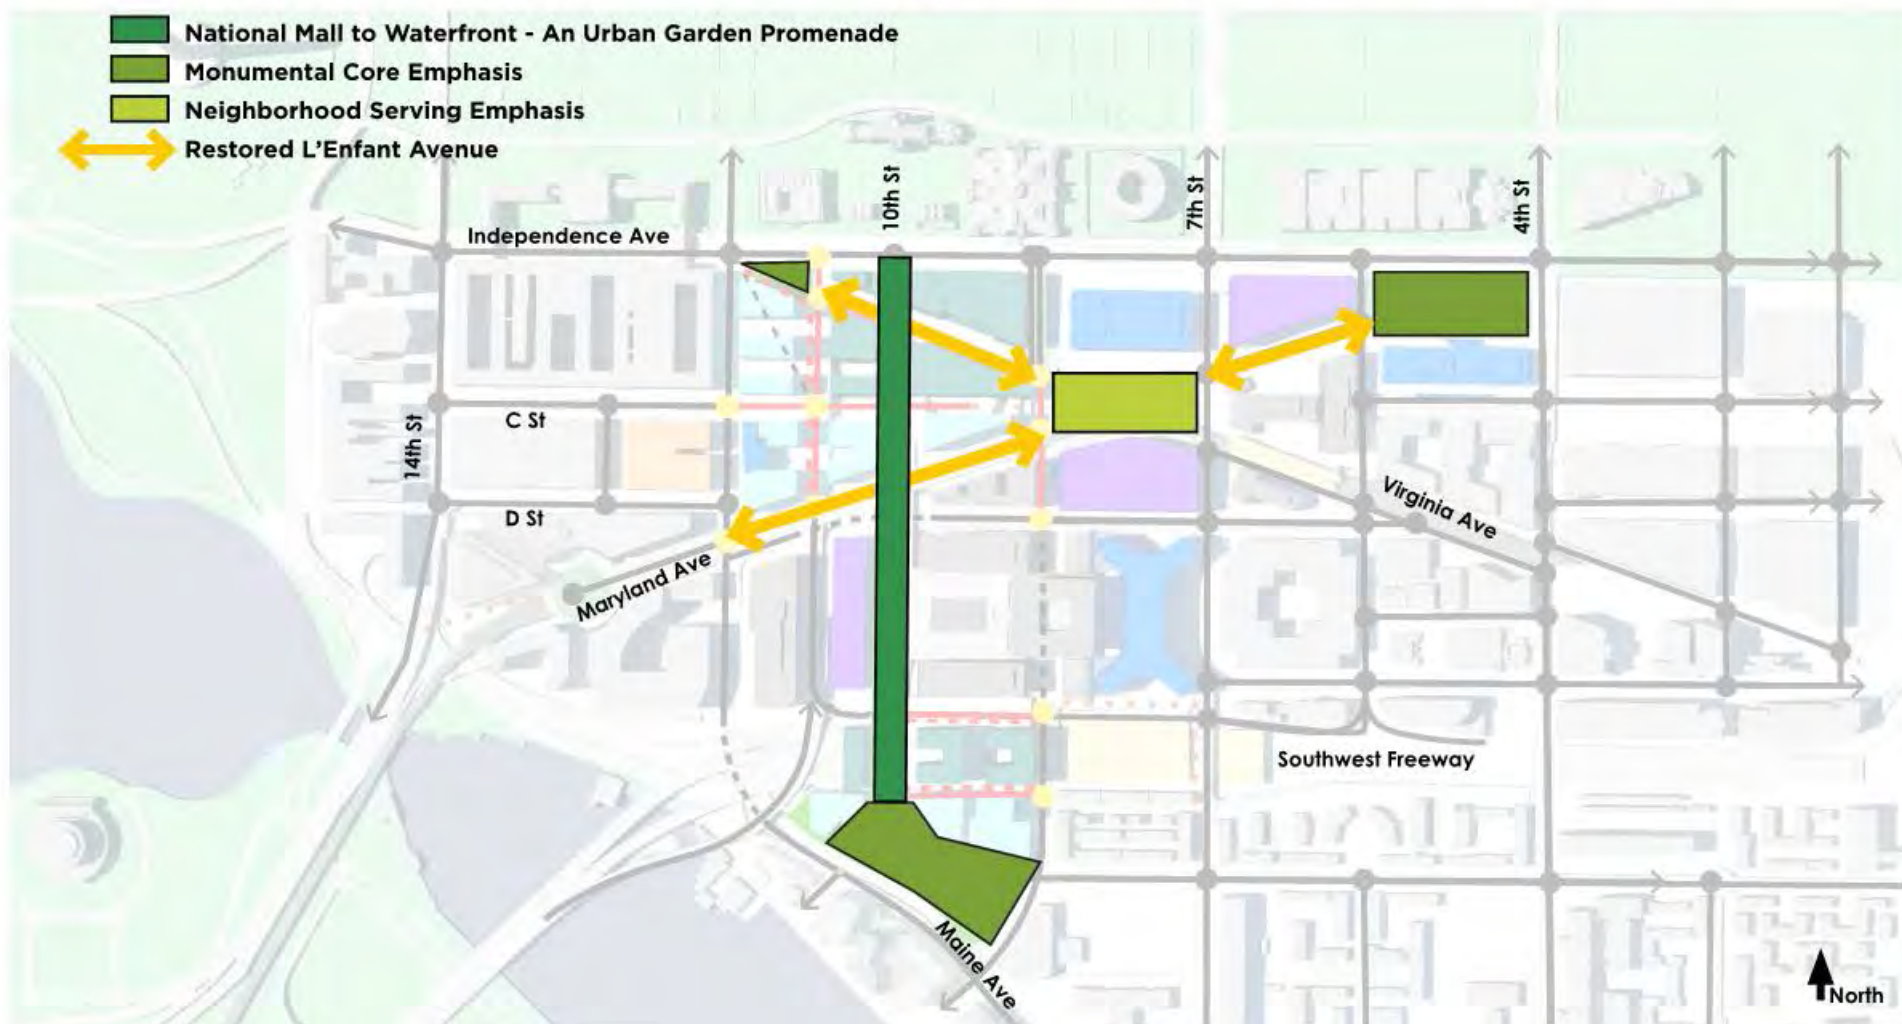 National Mall to Waterfront - An Urban Garden Promenade
Monumental Core Emphasis
Neighborhood Serving Emphasis
Restored L'Enfant Avenue
10th St
7th St
4th St
Independence Ave
C St
14th St
D St
Virginia Ave
Maryland Ave
Southwest Freeway
Maine Ave
North